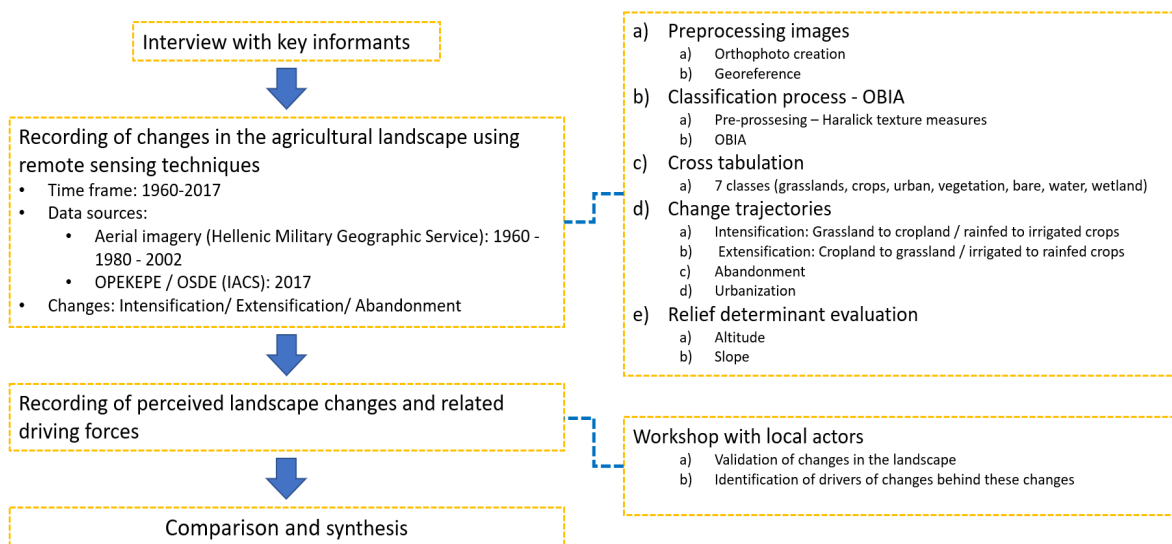 Interview with key informants
Recording of changes in the agricultural landscape using
remote sensing techniques
• Time frame: 1960-2017
• Data sources:
• Aerial imagery (Hellenic Military Geographic Service): 1960 -
1980 - 2002
• OPEKEPE / OSDE (IACS): 2017
• Changes: Intensification/ Extensification/ Abandonment
Recording of perceived landscape changes and related
driving forces
Comparison and synthesis
a) Preprocessing images
a) Orthophoto creation
b) Georeference
b) Classification process - OBIA
a) Pre-prossesing – Haralick texture measures
b) OBIA
c) Cross tabulation
a) 7 classes (grasslands, crops, urban, vegetation, bare, water, wetland)
d) Change trajectories
a) Intensification: Grassland to cropland / rainfed to irrigated crops
b) Extensification: Cropland to grassland / irrigated to rainfed crops
c) Abandonment
d) Urbanization
e) Relief determinant evaluation
a) Altitude
b) Slope
Workshop with local actors
a) Validation of changes in the landscape
b) Identification of drivers of changes behind these changes